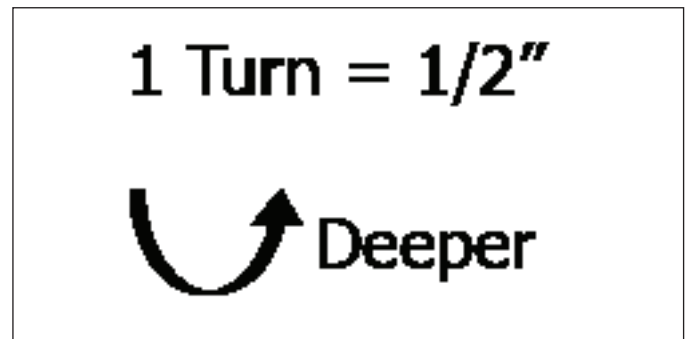 1 Turn = 1/2"
Deeper